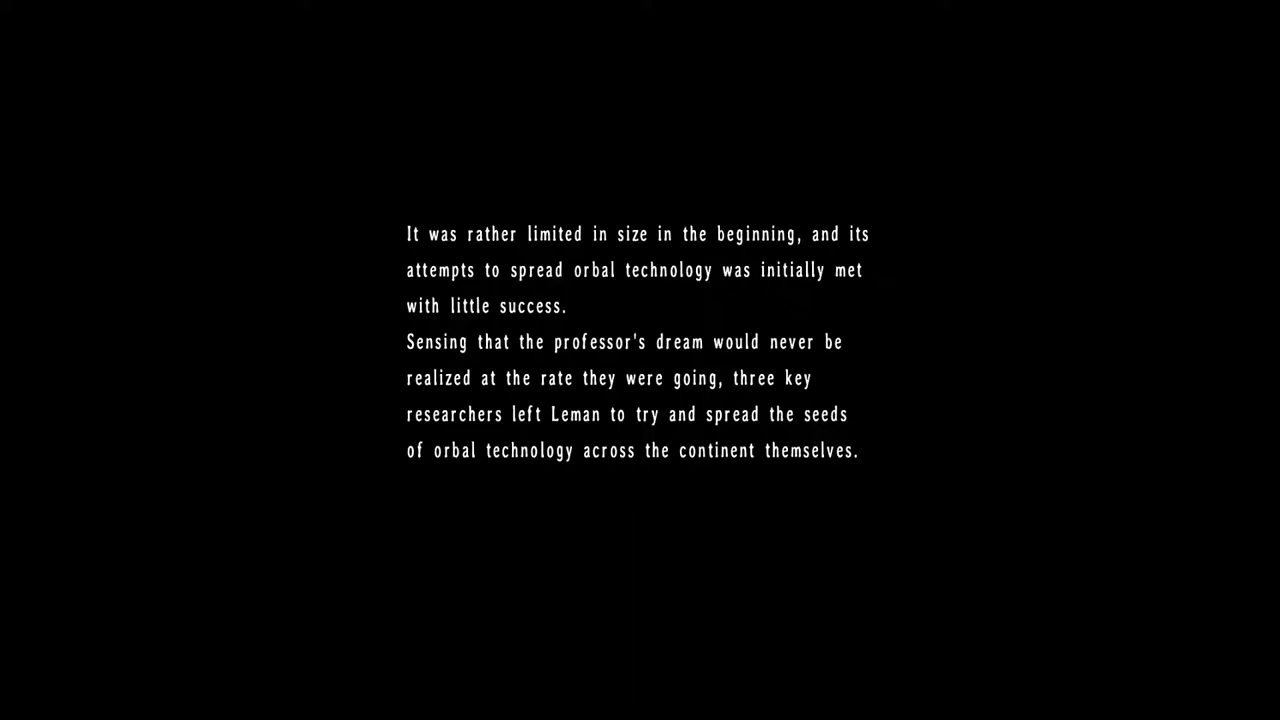 It was rather limited in size in the beginning, and its
attempts to spread orbal technology was initially met
with little success.
Sensing that the professor's dream would never be
realized at the rate they were going, three key
researchers left Leman to try and spread the seeds
of orbal technology across the continent themselves.